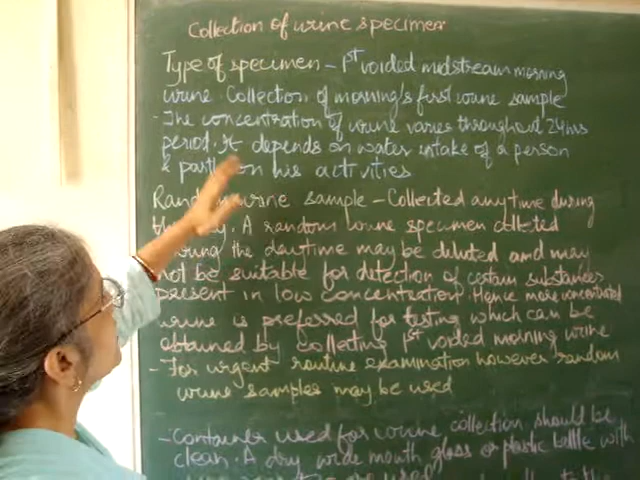 Collection of urine specimen
Type of specimen - 1st voided midstream morning
urine. Collection of morning's first urine sample
- The concentration of urine varies throughout 24hrs
period. It depends on water intake of a person
& partly on his activities
Random urine sample - Collected any time during
the day. A random urine specimen collected
during the daytime may be diluted and may
not be suitable for detection of certain substances
present in low concentration. Hence more concentrated
urine is preferred for testing which can be
obtained by collecting 1st voided morning urine
- For urgent routine examination however random
urine samples may be used
- Container used for urine collection should be
clean. A dry wide mouth glass or plastic bottle with